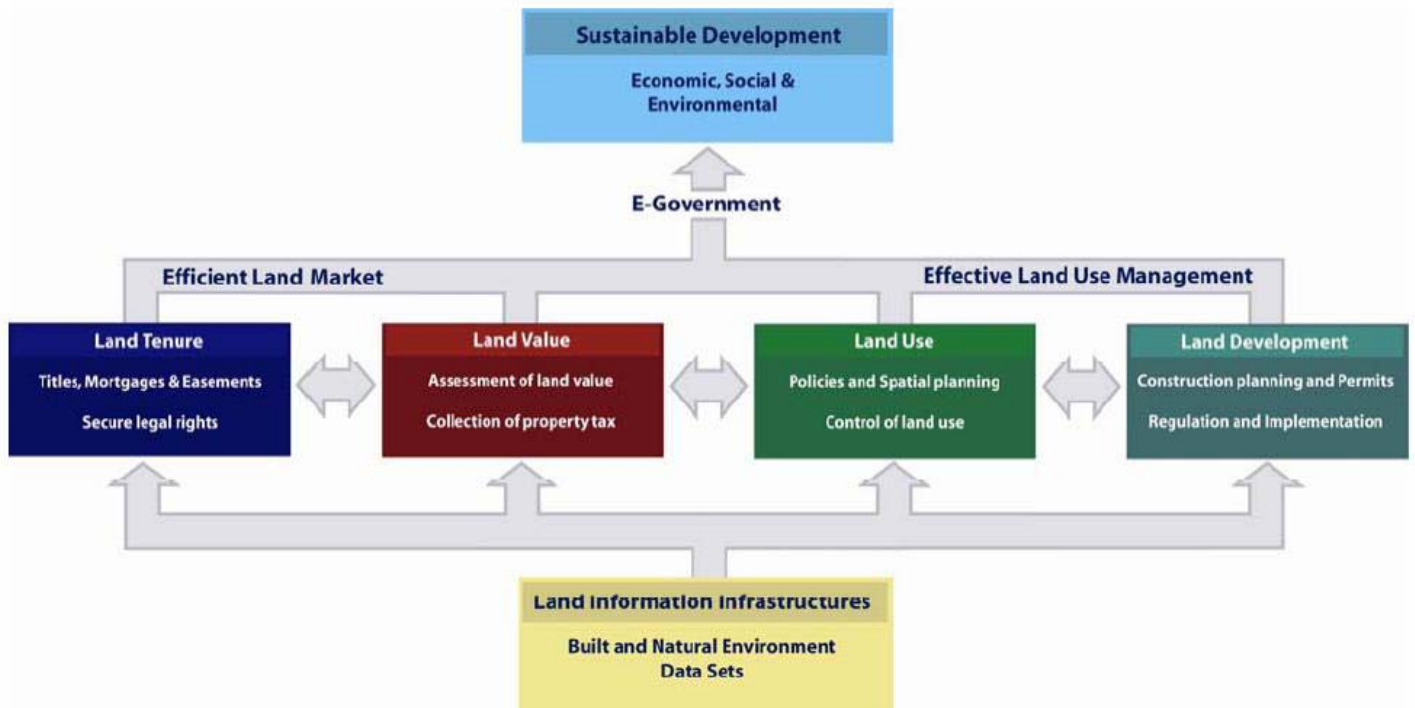 Sustainable Development
Economic, Social &
Environmental
E-Government
Efficient Land Market
Effective Land Use Management
Land Tenure
Titles, Mortgages & Easements
Secure legal rights
Land Value
Assessment of land value
Collection of property tax
Land Use
Policies and Spatial planning
Control of land use
Land Development
Construction planning and Permits
Regulation and Implementation
Land Information Infrastructures
Built and Natural Environment
Data Sets